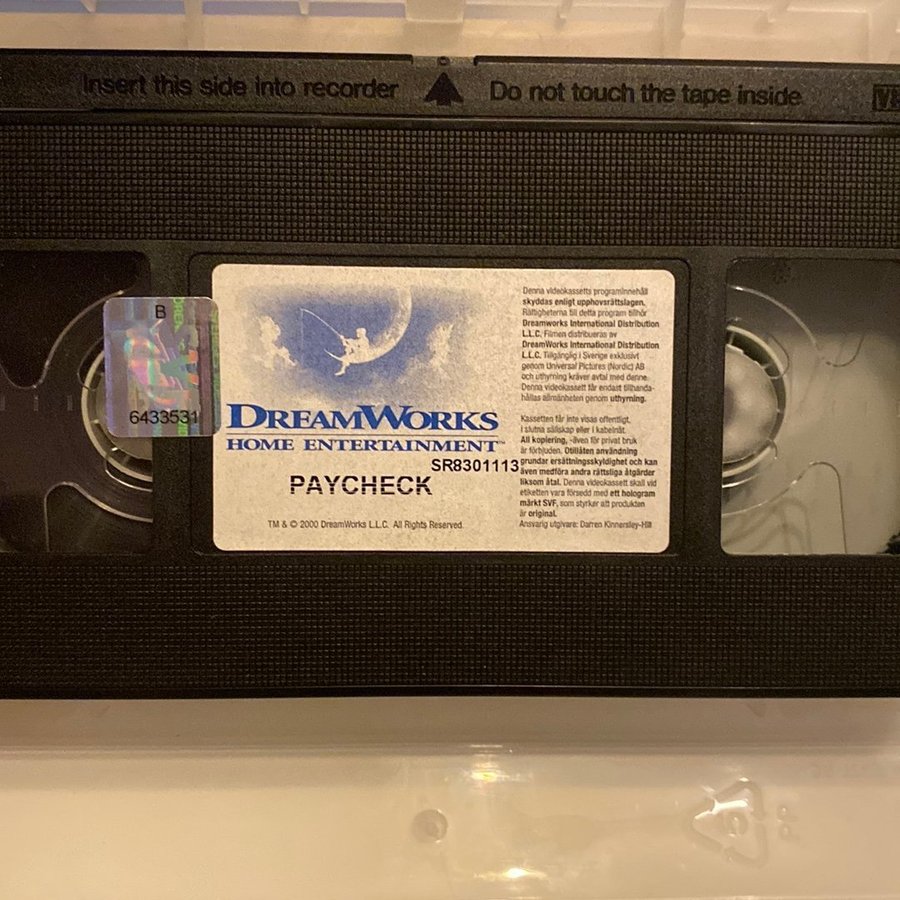 Insert this side into recorder Do not touch the tape inside
B
6433531
DREAMWORKS
HOME ENTERTAINMENT™
SR8301113
PAYCHECK
TM & © 2000 DreamWorks L.L.C. All Rights Reserved.
Denna videokassetts programinnehåll
skyddas enligt upphovsrättslagen.
Rättigheterna till detta program tillhör
Dreamworks International Distribution
L.L.C. Filmen distribueras av
DreamWorks International Distribution
L.L.C. Tillgänglig i Sverige exklusivt
genom Universal Pictures (Nordic) AB
och uthyrning kräver avtal med denne.
Denna videokassett får endast tillhanda-
hållas allmänheten genom uthyrning.
Kassetten får inte visas offentligt,
i slutna sällskap eller i kabelnät.
All kopiering, -även för privat bruk
är förbjuden. Otillåten användning
grundar ersättningsskyldighet och kan
även medföra andra rättsliga åtgärder
liksom åtal. Denna videokassett skall vid
etiketten vara försedd med ett hologram
märkt SVF, som styrker att produkten
är original.
Ansvarig utgivare: Darren Kinnersley-Hill